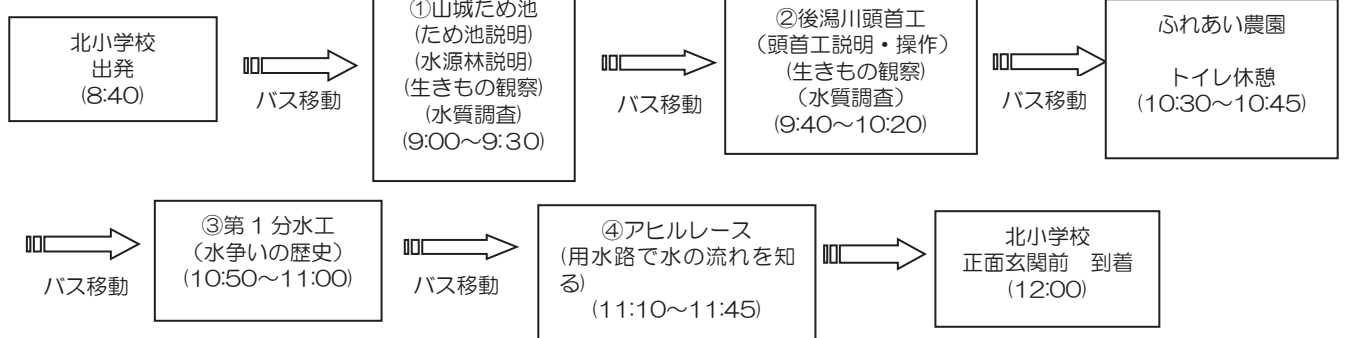 北小学校
出発
(8:40)
バス移動
①山城ため池
(ため池説明)
(水源林説明)
(生きもの観察)
(水質調査)
(9:00～9:30)
バス移動
②後潟川頭首工
（頭首工説明・操作）
(生きもの観察)
（水質調査）
(9:40～10:20)
バス移動
ふれあい農園
トイレ休憩
(10:30～10:45)
バス移動
③第１分水工
（水争いの歴史）
(10:50～11:00)
バス移動
④アヒルレース
(用水路で水の流れを知
る)
(11:10～11:45)
北小学校
正面玄関前　到着
(12:00)